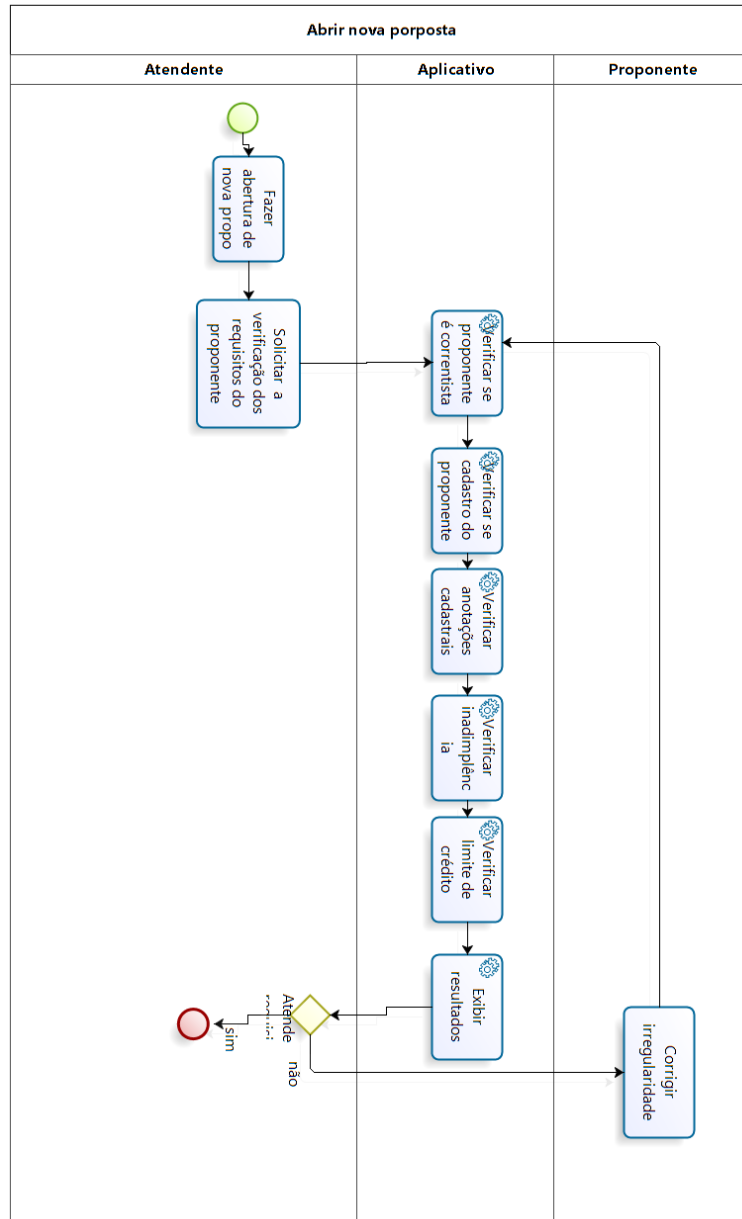 Abrir nova porposta
Atendente
Aplicativo
Proponente
Fazer
abertura de
nova propo
Solicitar a
verificação dos
requisitos do
proponente
Verificar se
proponente
é correntista
Verificar se
cadastro do
proponente
Verificar
anotações
cadastrais
Verificar
inadimplênc
ia
Verificar
limite de
crédito
Exibir
resultados
Atende
sim
não
Corrigir
irregularidade